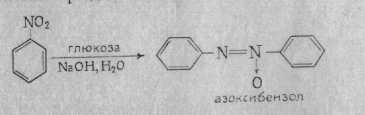 NO₂
глюкоза
NaOH, H₂O
N=N
↓
O
азоксибензол